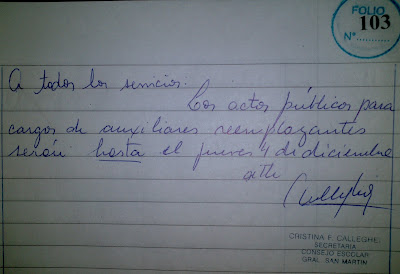 FOLIO
103
N°............
A todos los servicios.
Los actos públicos para
cargos de auxiliares reemplazantes
serán hasta el jueves 4 de diciembre
atte
CRISTINA F. CALLEGHE
SECRETARIA
CONSEJO ESCOLAR
GRAL. SAN MARTIN